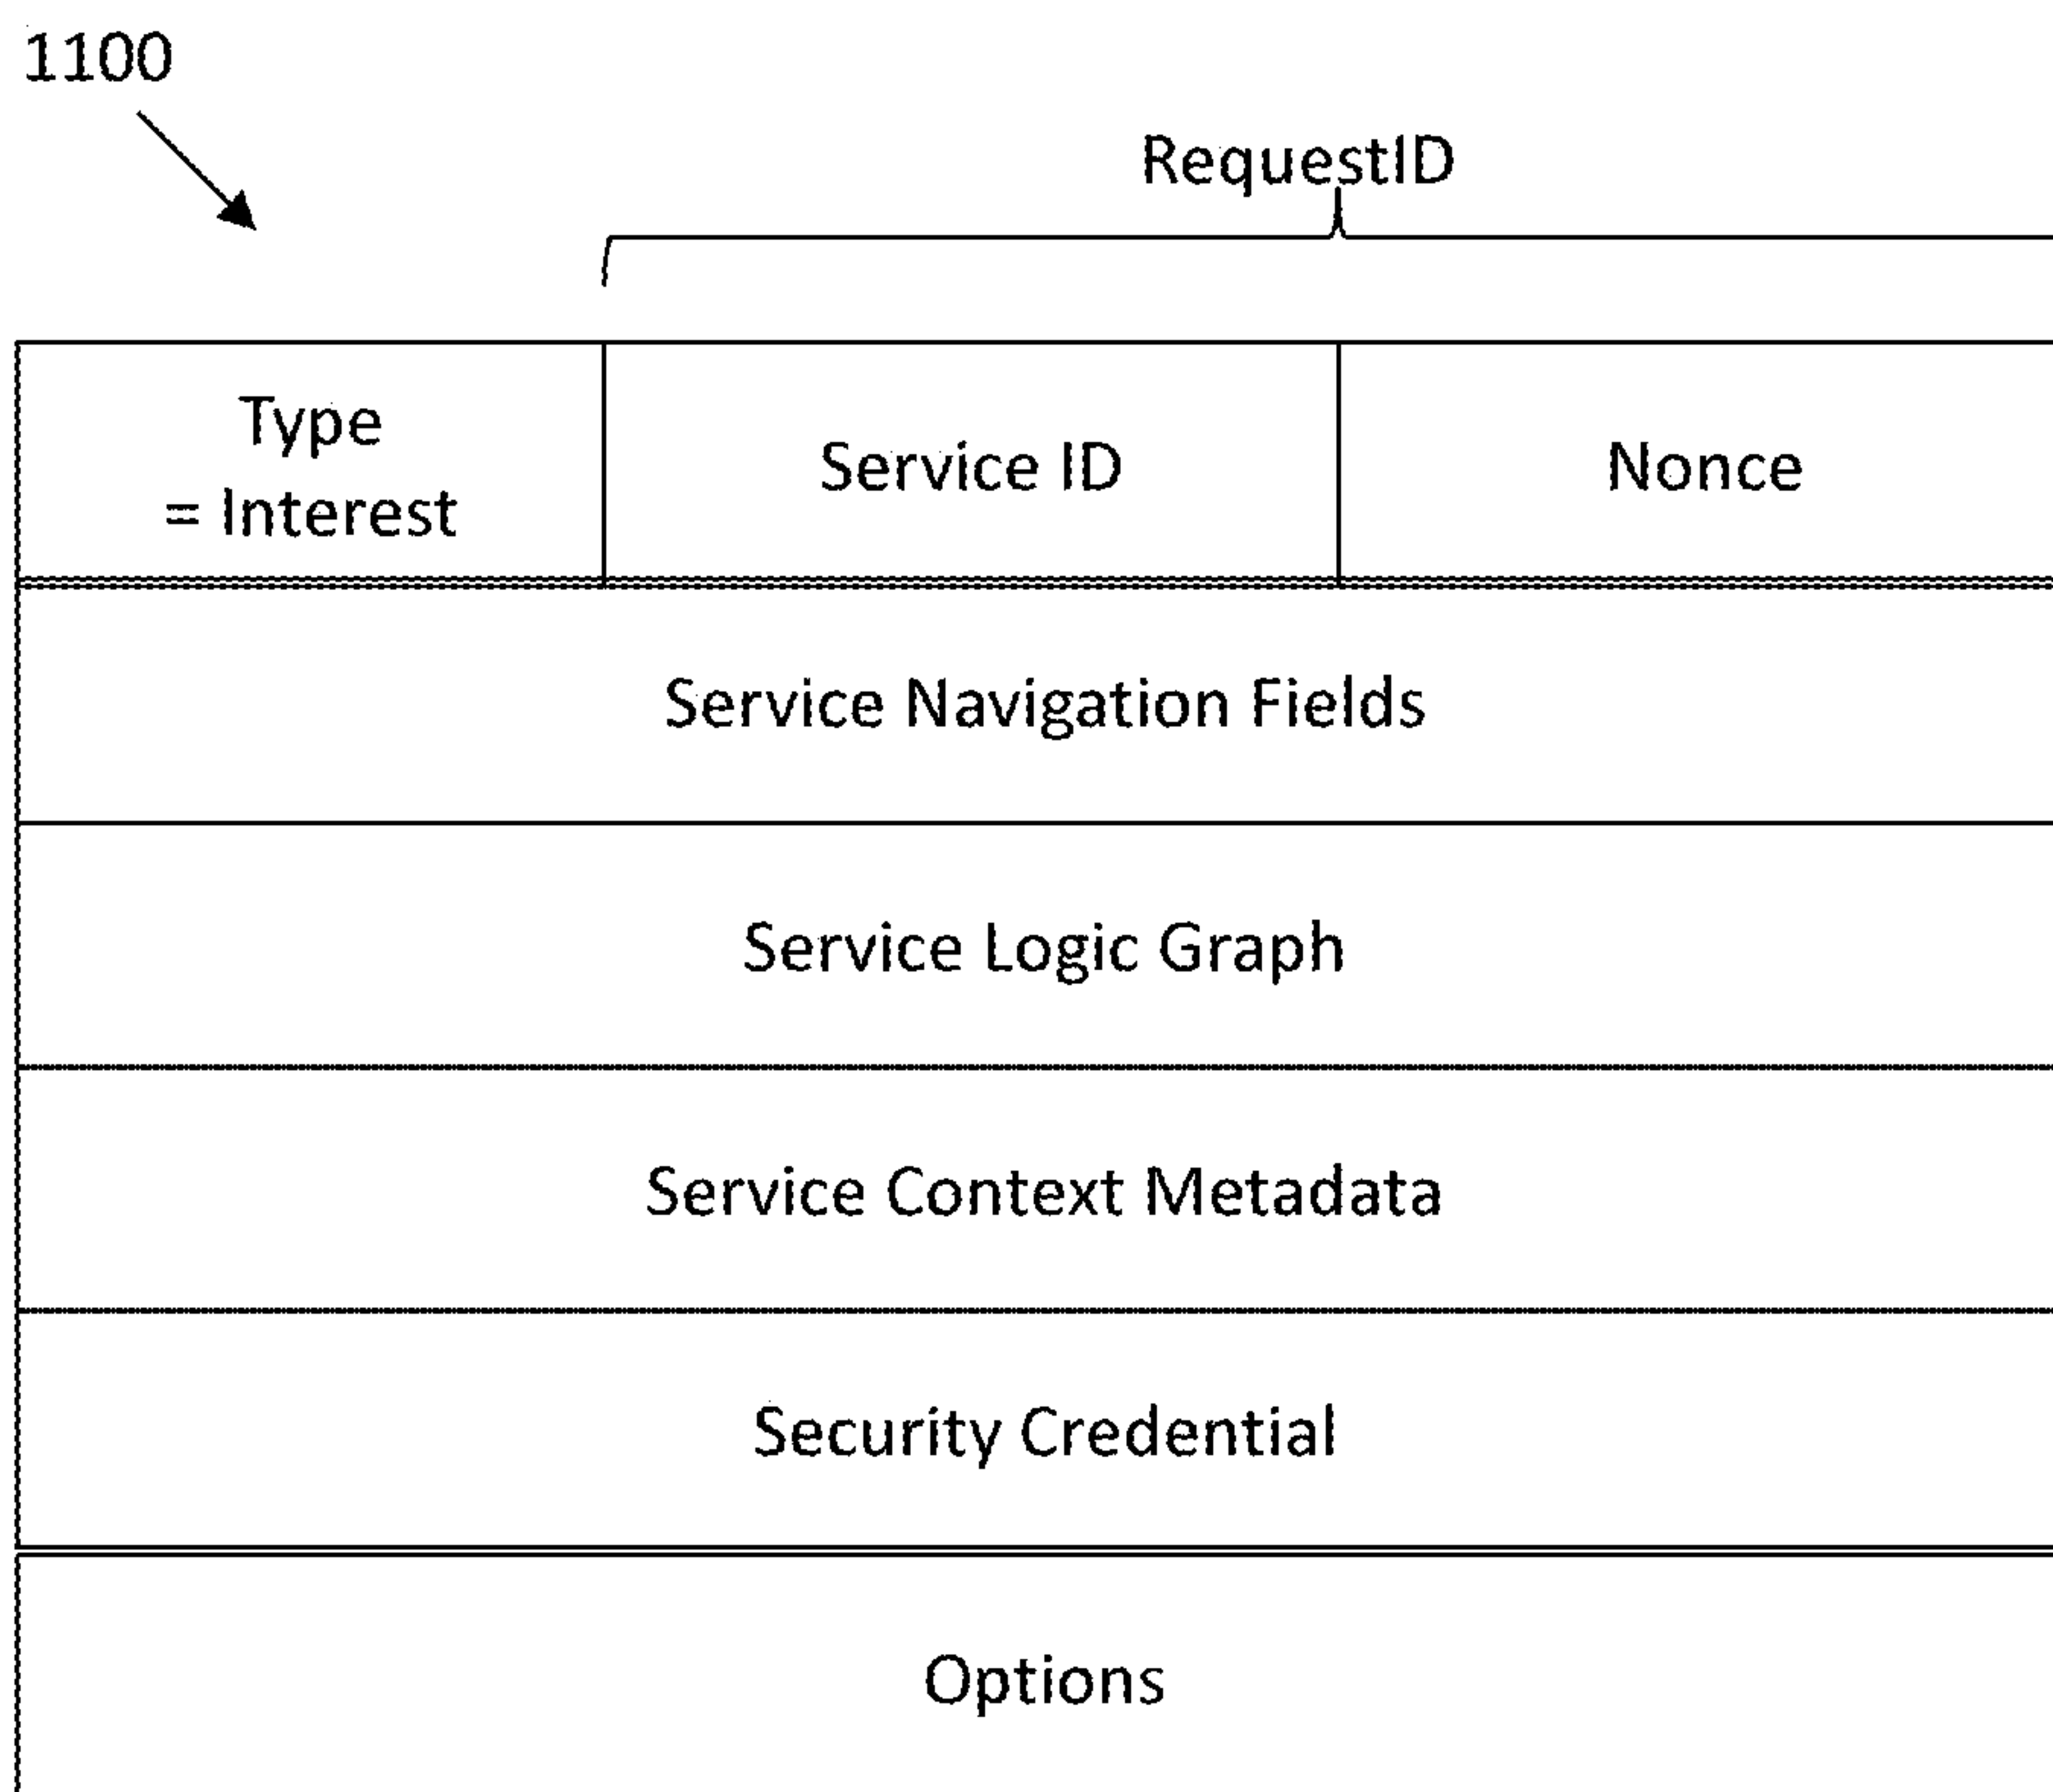 1100
RequestID
Type
= Interest
Service ID
Nonce
Service Navigation Fields
Service Logic Graph
Service Context Metadata
Security Credential
Options